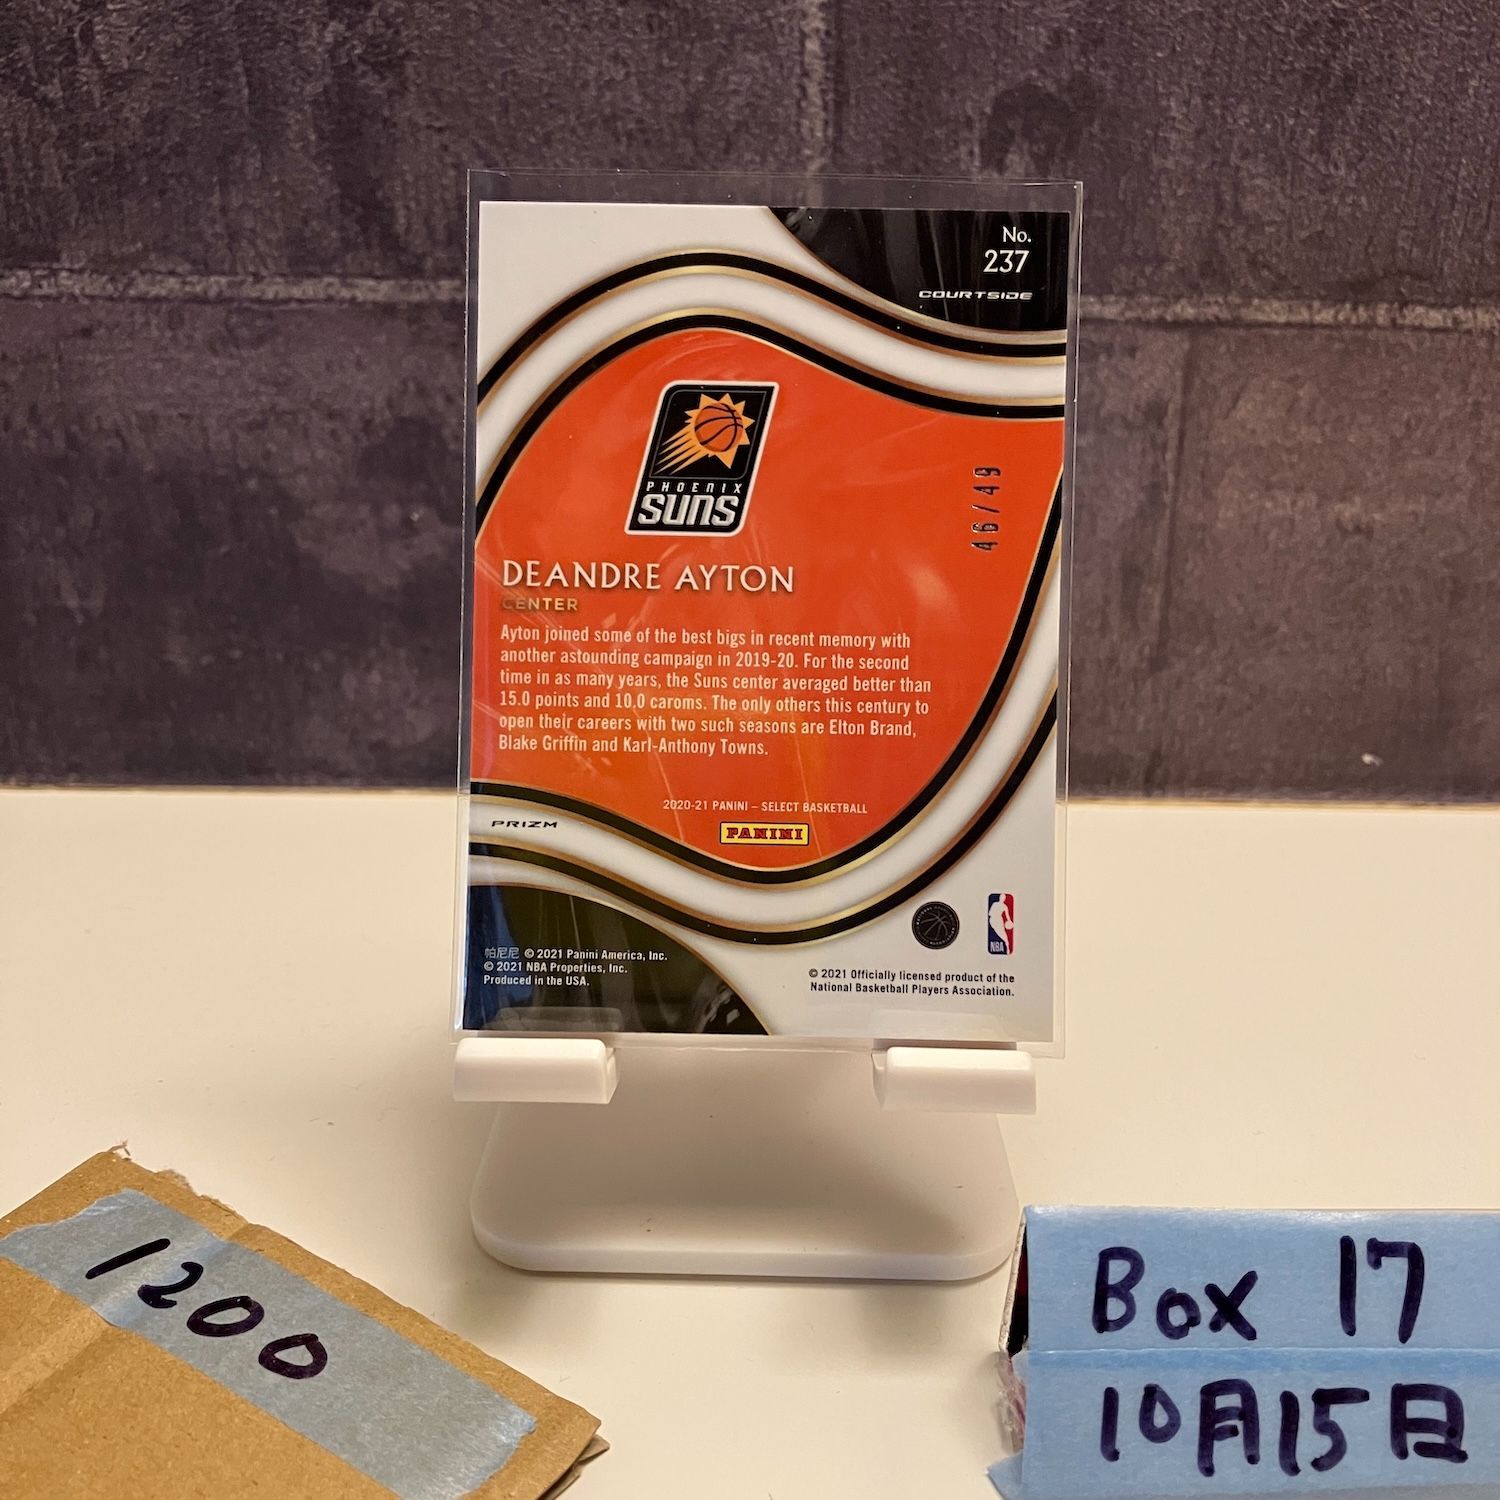 No.
237
COURTSIDE
PHOENIX
SUNS
46/49
DEANDRE AYTON
CENTER
Ayton joined some of the best bigs in recent memory with
another astounding campaign in 2019-20. For the second
time in as many years, the Suns center averaged better than
15.0 points and 10.0 caroms. The only others this century to
open their careers with two such seasons are Elton Brand,
Blake Griffin and Karl-Anthony Towns.
2020-21 PANINI – SELECT BASKETBALL
PANINI
PRIZM
NBA
帕尼尼 © 2021 Panini America, Inc.
© 2021 NBA Properties, Inc.
Produced in the USA.
© 2021 Officially licensed product of the
National Basketball Players Association.
1200
Box 17
10月15日